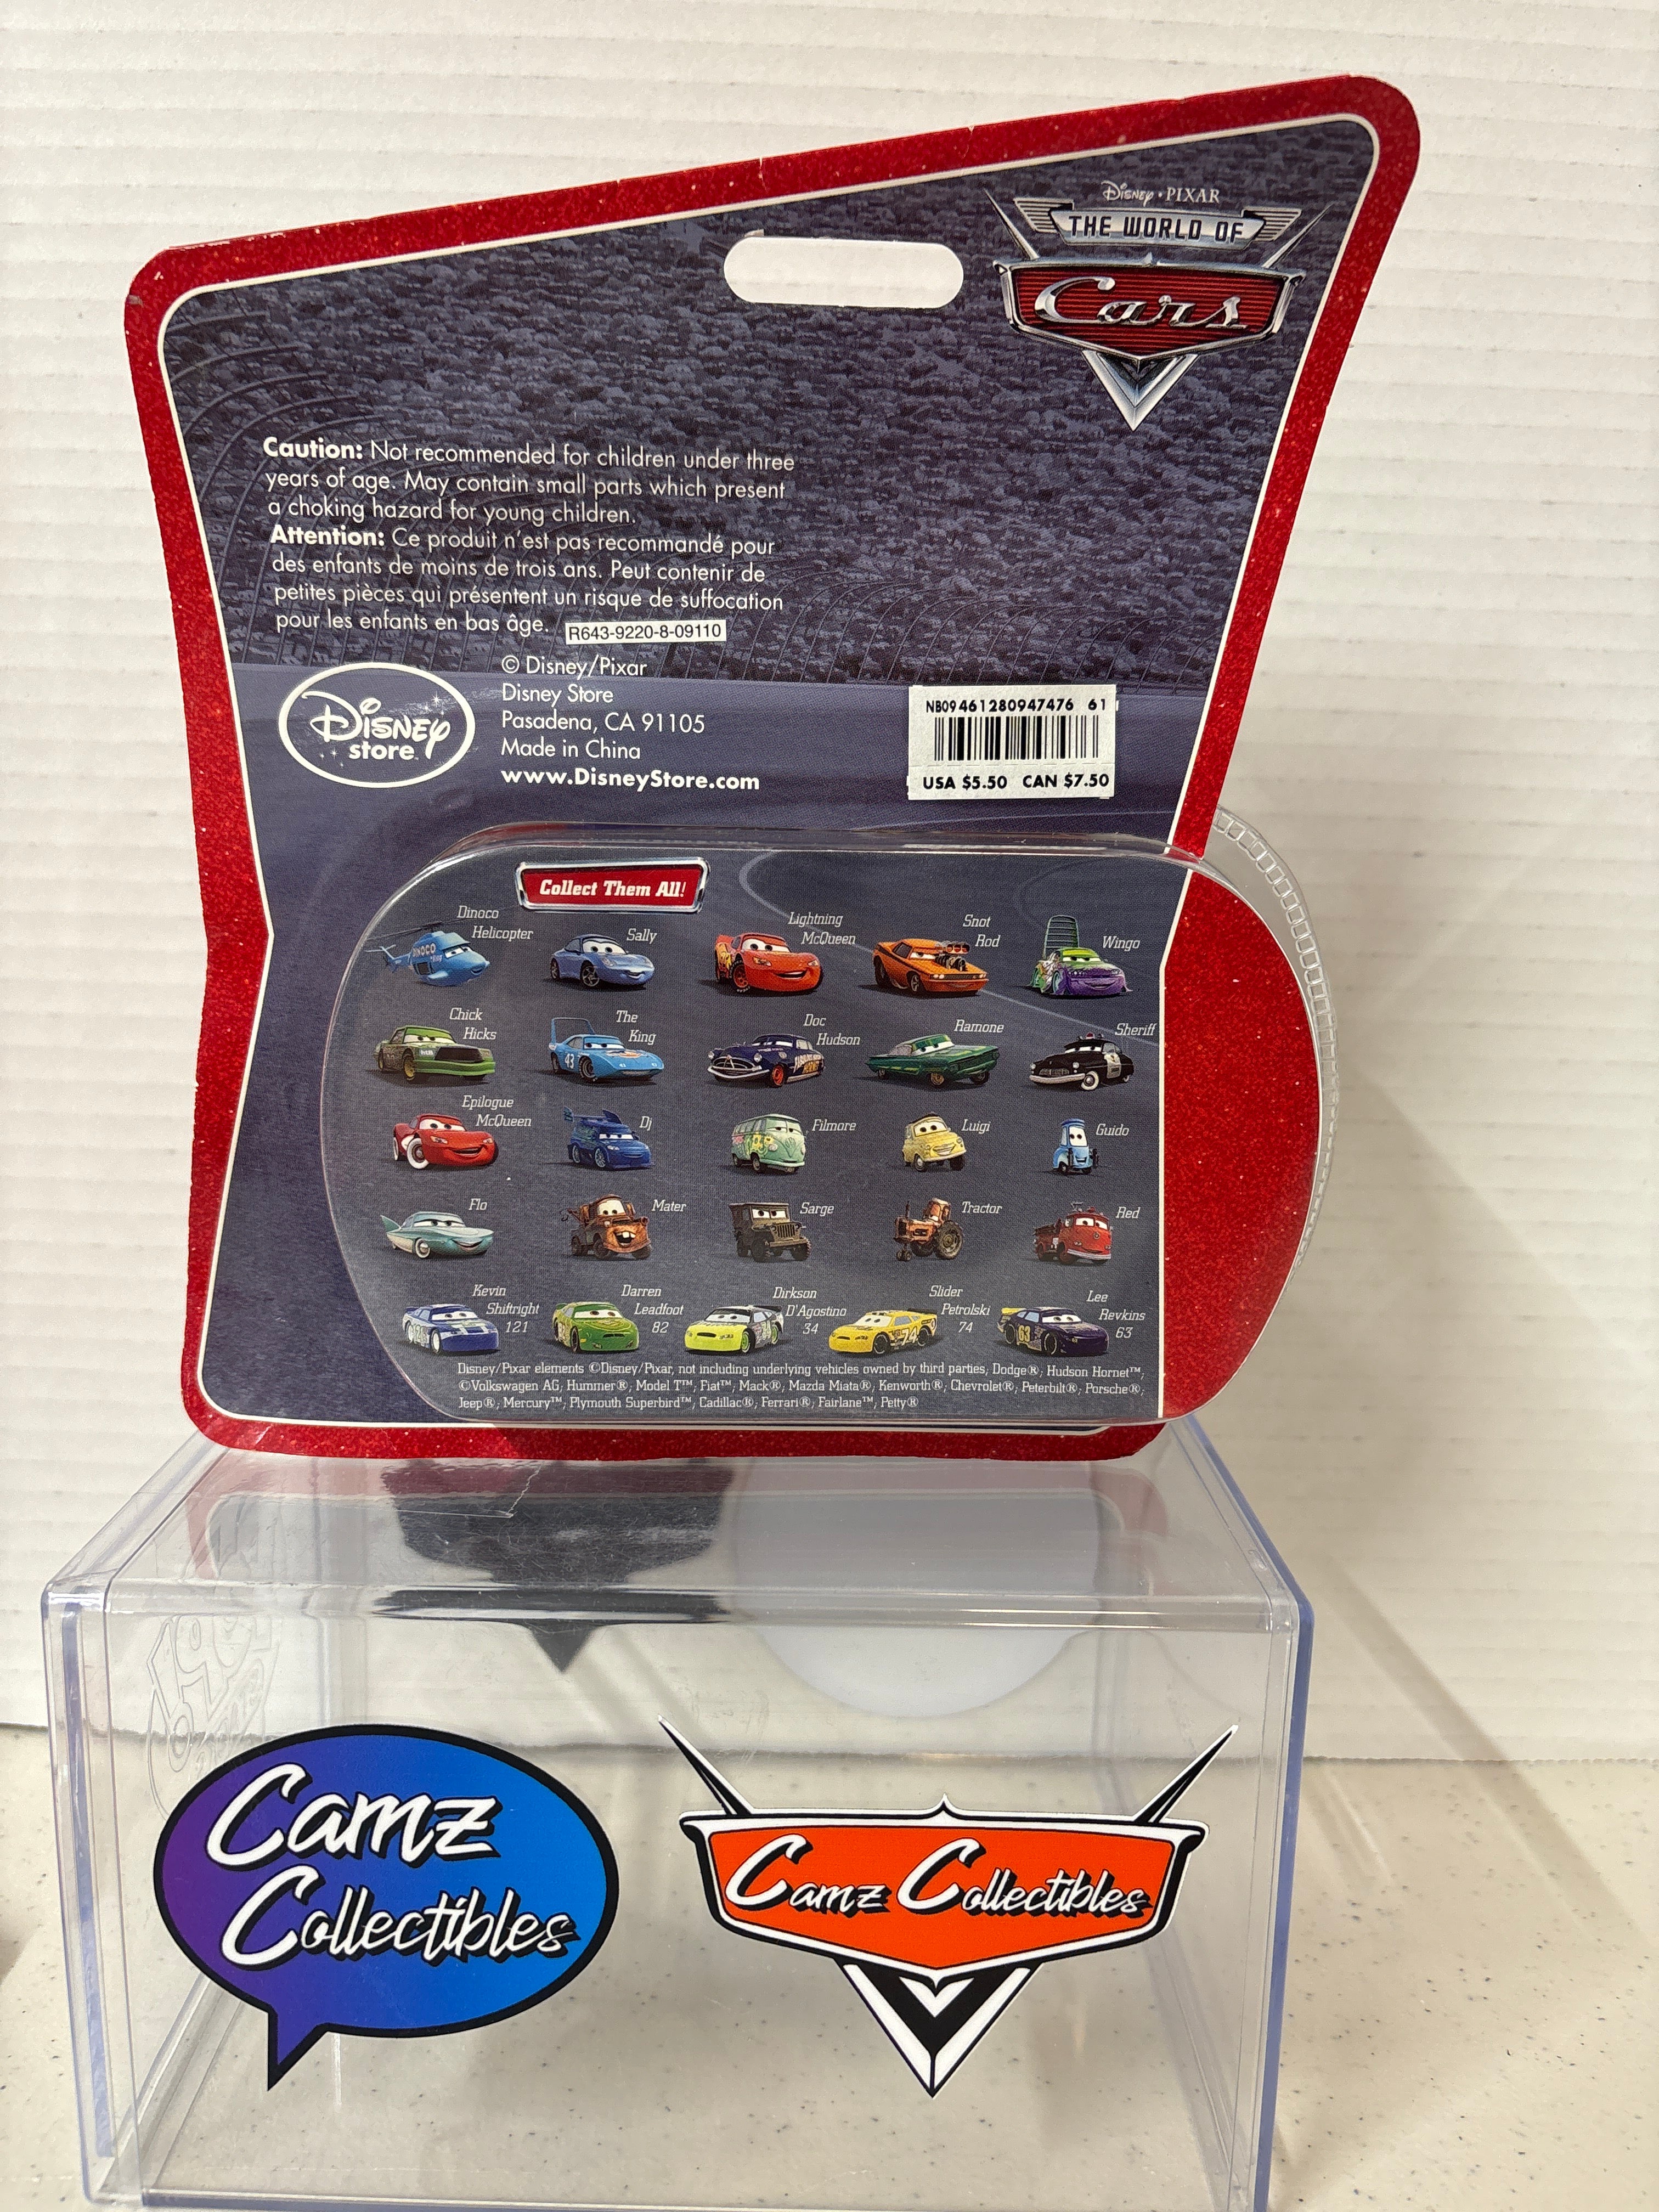 Disney • PIXAR
THE WORLD OF
Cars
Caution: Not recommended for children under three
years of age. May contain small parts which present
a choking hazard for young children.
Attention: Ce produit n'est pas recommandé pour
des enfants de moins de trois ans. Peut contenir de
petites pièces qui présentent un risque de suffocation
pour les enfants en bas âge.
R643-9220-8-09110
© Disney/Pixar
Disney Store
Pasadena, CA 91105
Made in China
www.DisneyStore.com
Disney
store
NB09 461280947476 61
USA $5.50 CAN $7.50
Collect Them All!
Dinoco
Helicopter
Sally
Lightning
McQueen
Snot
Rod
Wingo
Chick
Hicks
The
King
Doc
Hudson
Ramone
Sheriff
Epilogue
McQueen
Dj
Filmore
Luigi
Guido
Flo
Mater
Sarge
Tractor
Red
Kevin
Shiftright
121
Darren
Leadfoot
82
Dirkson
D'Agostino
34
Slider
Petrolski
74
Lee
Revkins
63
Disney/Pixar elements ©Disney/Pixar, not including underlying vehicles owned by third parties; Dodge®; Hudson Hornet™;
©Volkswagen AG; Hummer®; Model T™; Fiat™; Mack®; Mazda Miata®; Kenworth®; Chevrolet®; Peterbilt®; Porsche®;
Jeep®; Mercury™; Plymouth Superbird™; Cadillac®; Ferrari®; Fairlane™; Petty®
Camz
Collectibles
Camz Collectibles